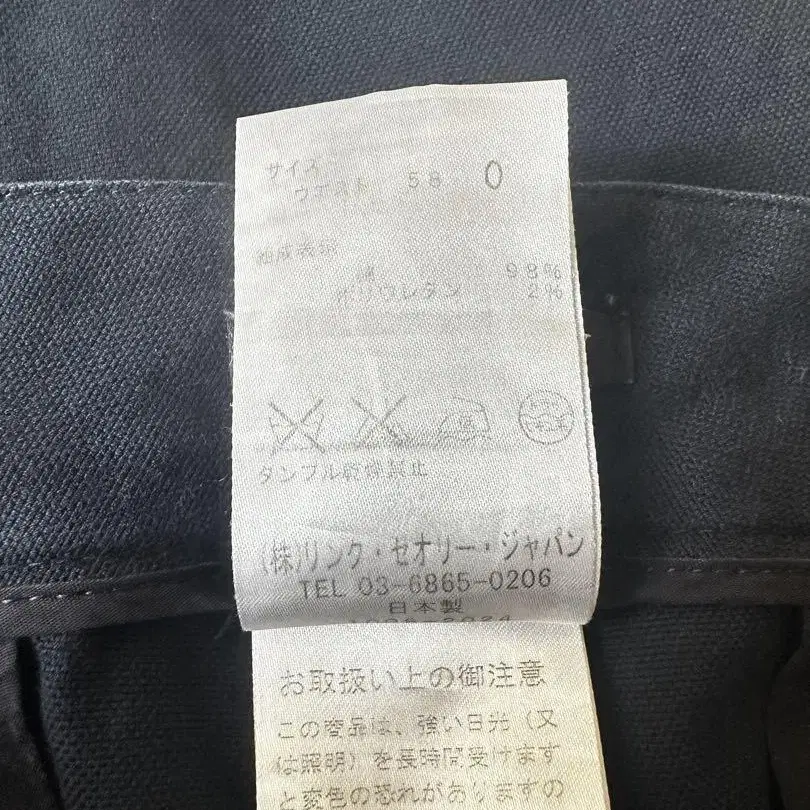 サイズ
ウエスト 58 0
組成表示
綿 98%
ポリウレタン 2%
タンブル乾燥禁止
(株)リンク・セオリー・ジャパン
TEL 03-6865-0206
日本製
お取扱い上の御注意
この商品は、強い日光(又
は照明)を長時間受けますと
と変色の恐れがありますの